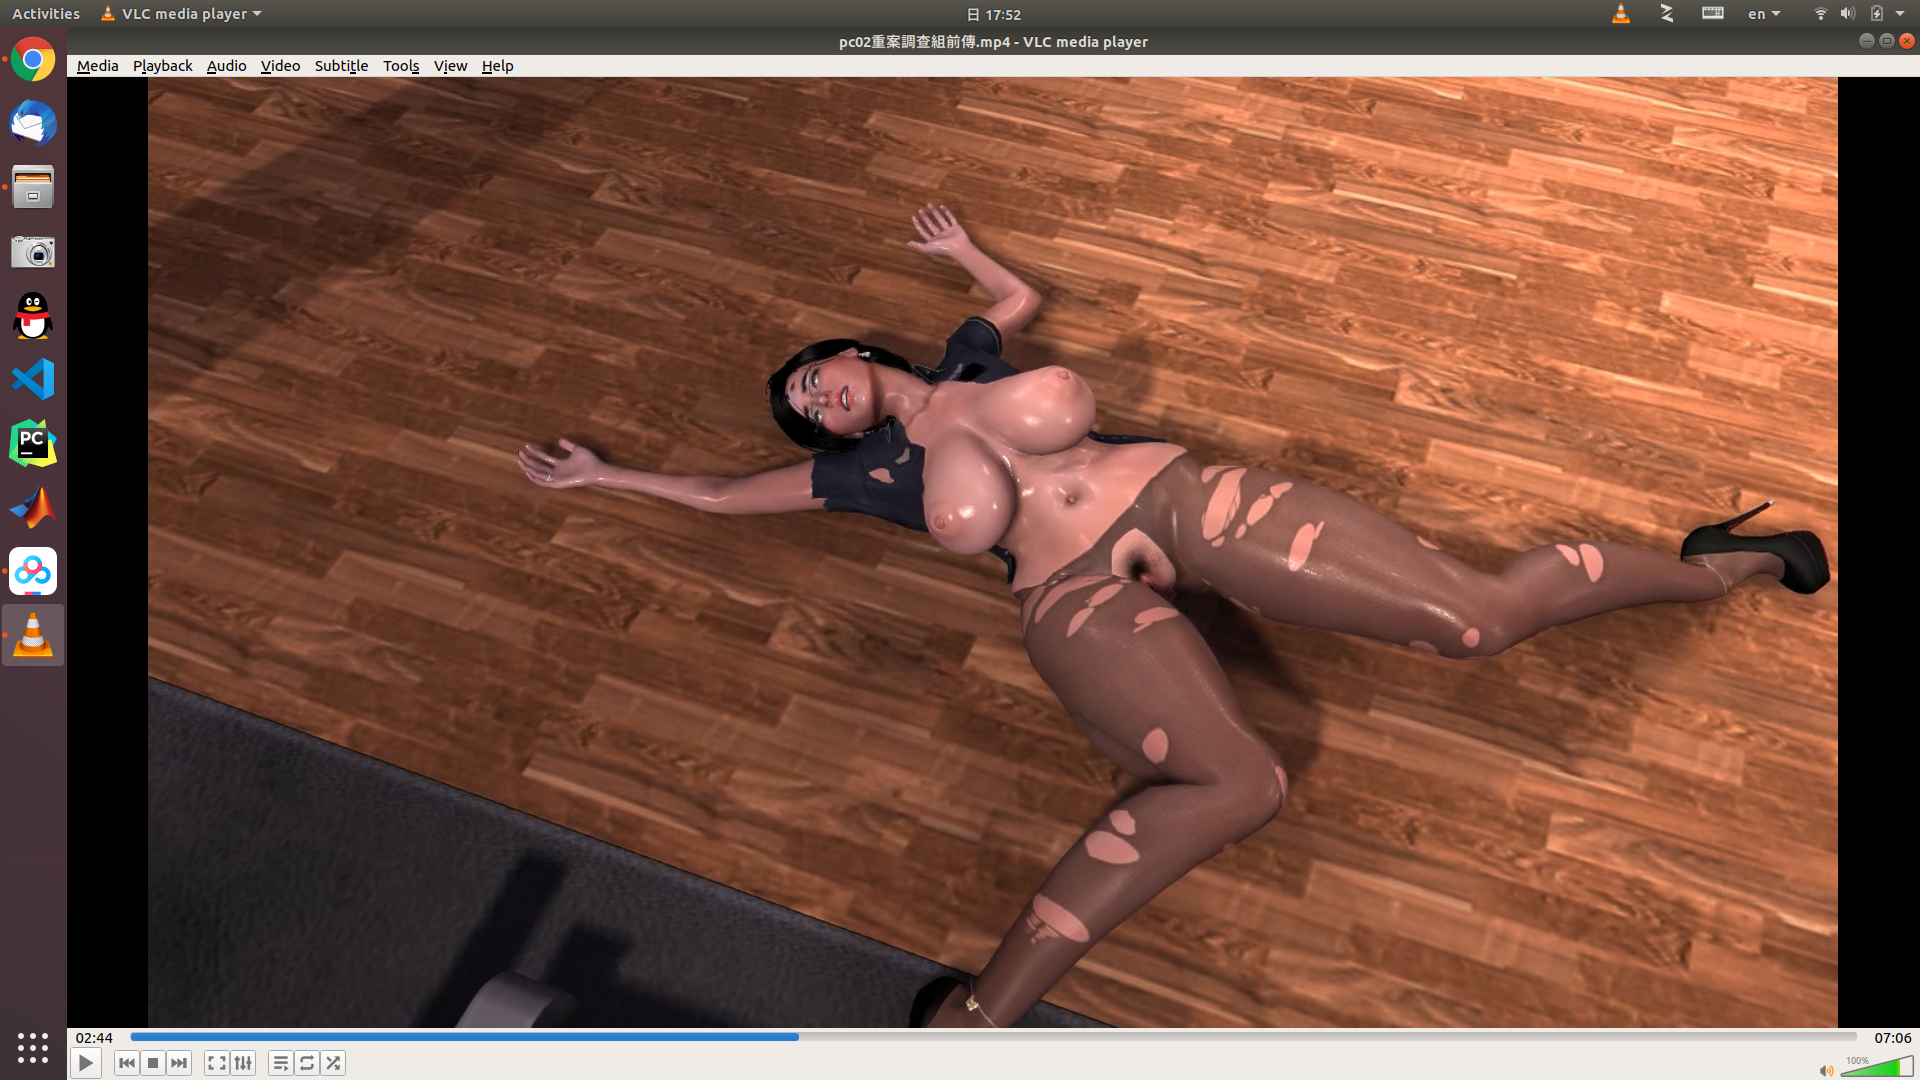 Activities VLC media player 日 17:52 en
pc02重案調查組前傳.mp4 - VLC media player
Media Playback Audio Video Subtitle Tools View Help
PC
02:44 07:06
100%